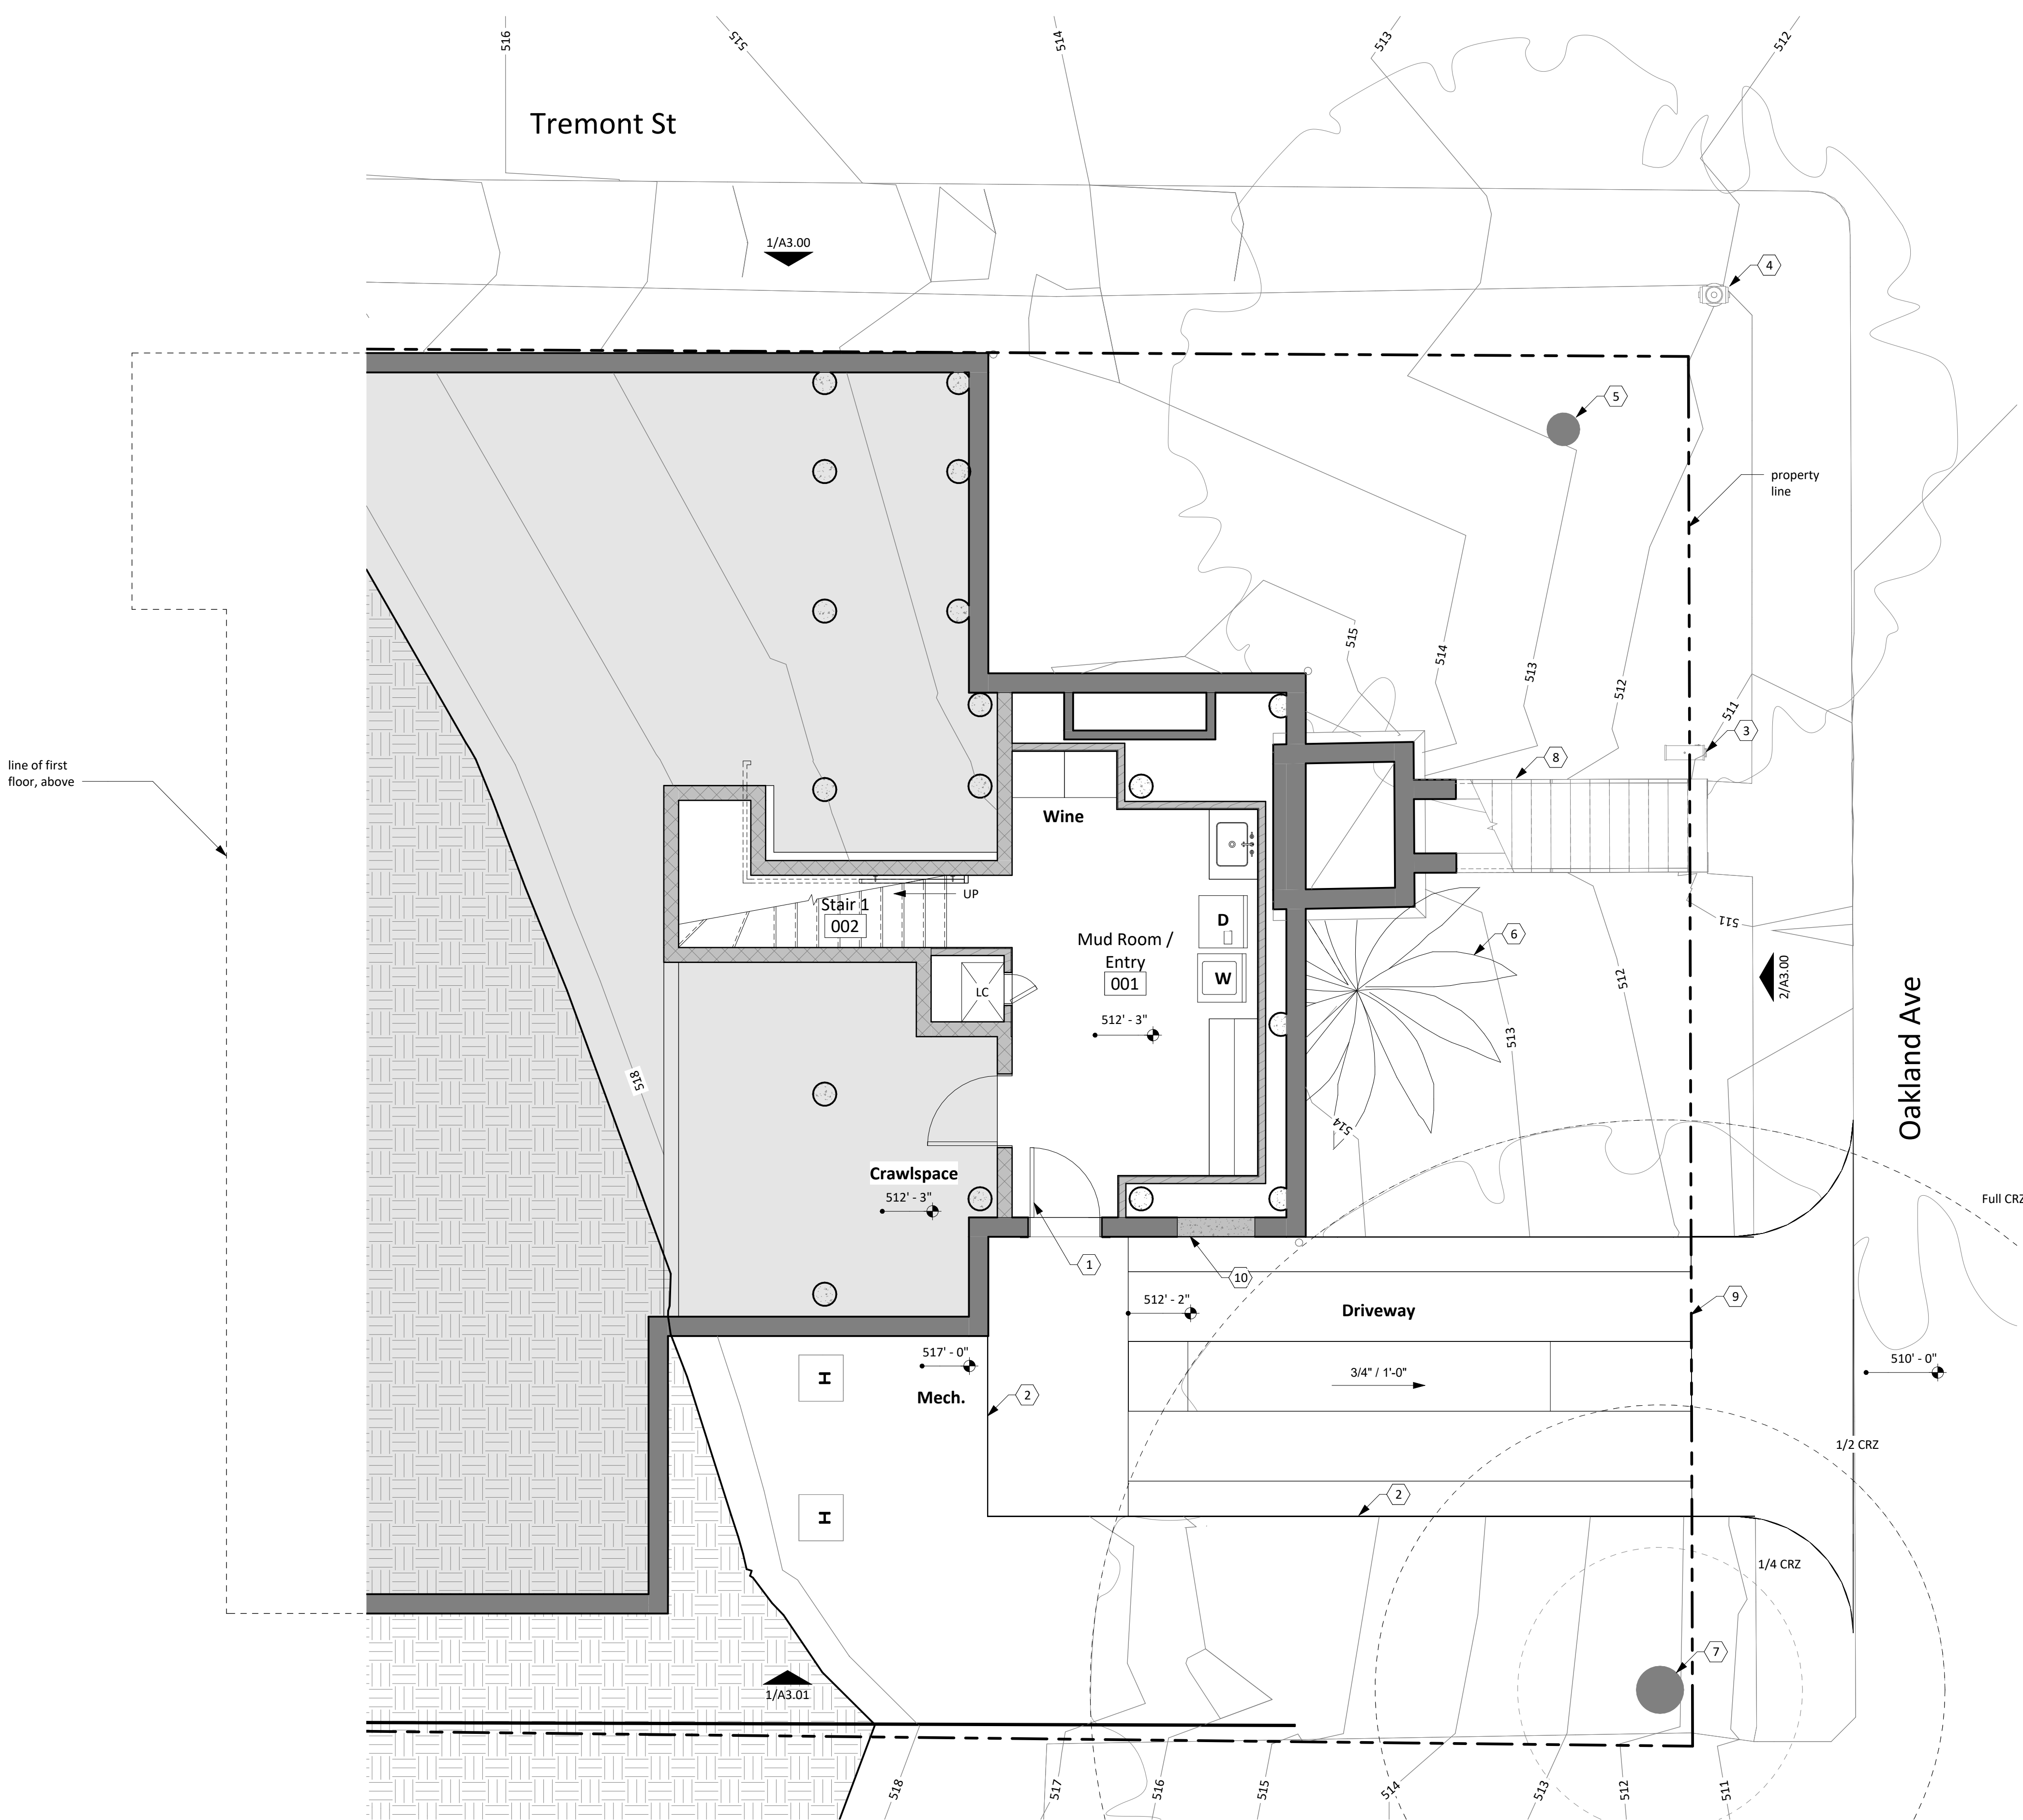 516
515
514
513
512
Tremont St
1/A3.00
4
5
property
line
515
514
513
512
511
3
8
line of first
floor, above
Wine
UP
Stair 1
002
D
Mud Room /
Entry
001
W
LC
6
511
2/A3.00
Oakland Ave
512
513
512' - 3"
518
514
Crawlspace
512' - 3"
Full CRZ
1
10
512' - 2"
Driveway
9
517' - 0"
Mech.
2
3/4" / 1'-0"
510' - 0"
H
1/2 CRZ
2
H
1/4 CRZ
7
1/A3.01
518
517
516
515
514
513
512
511